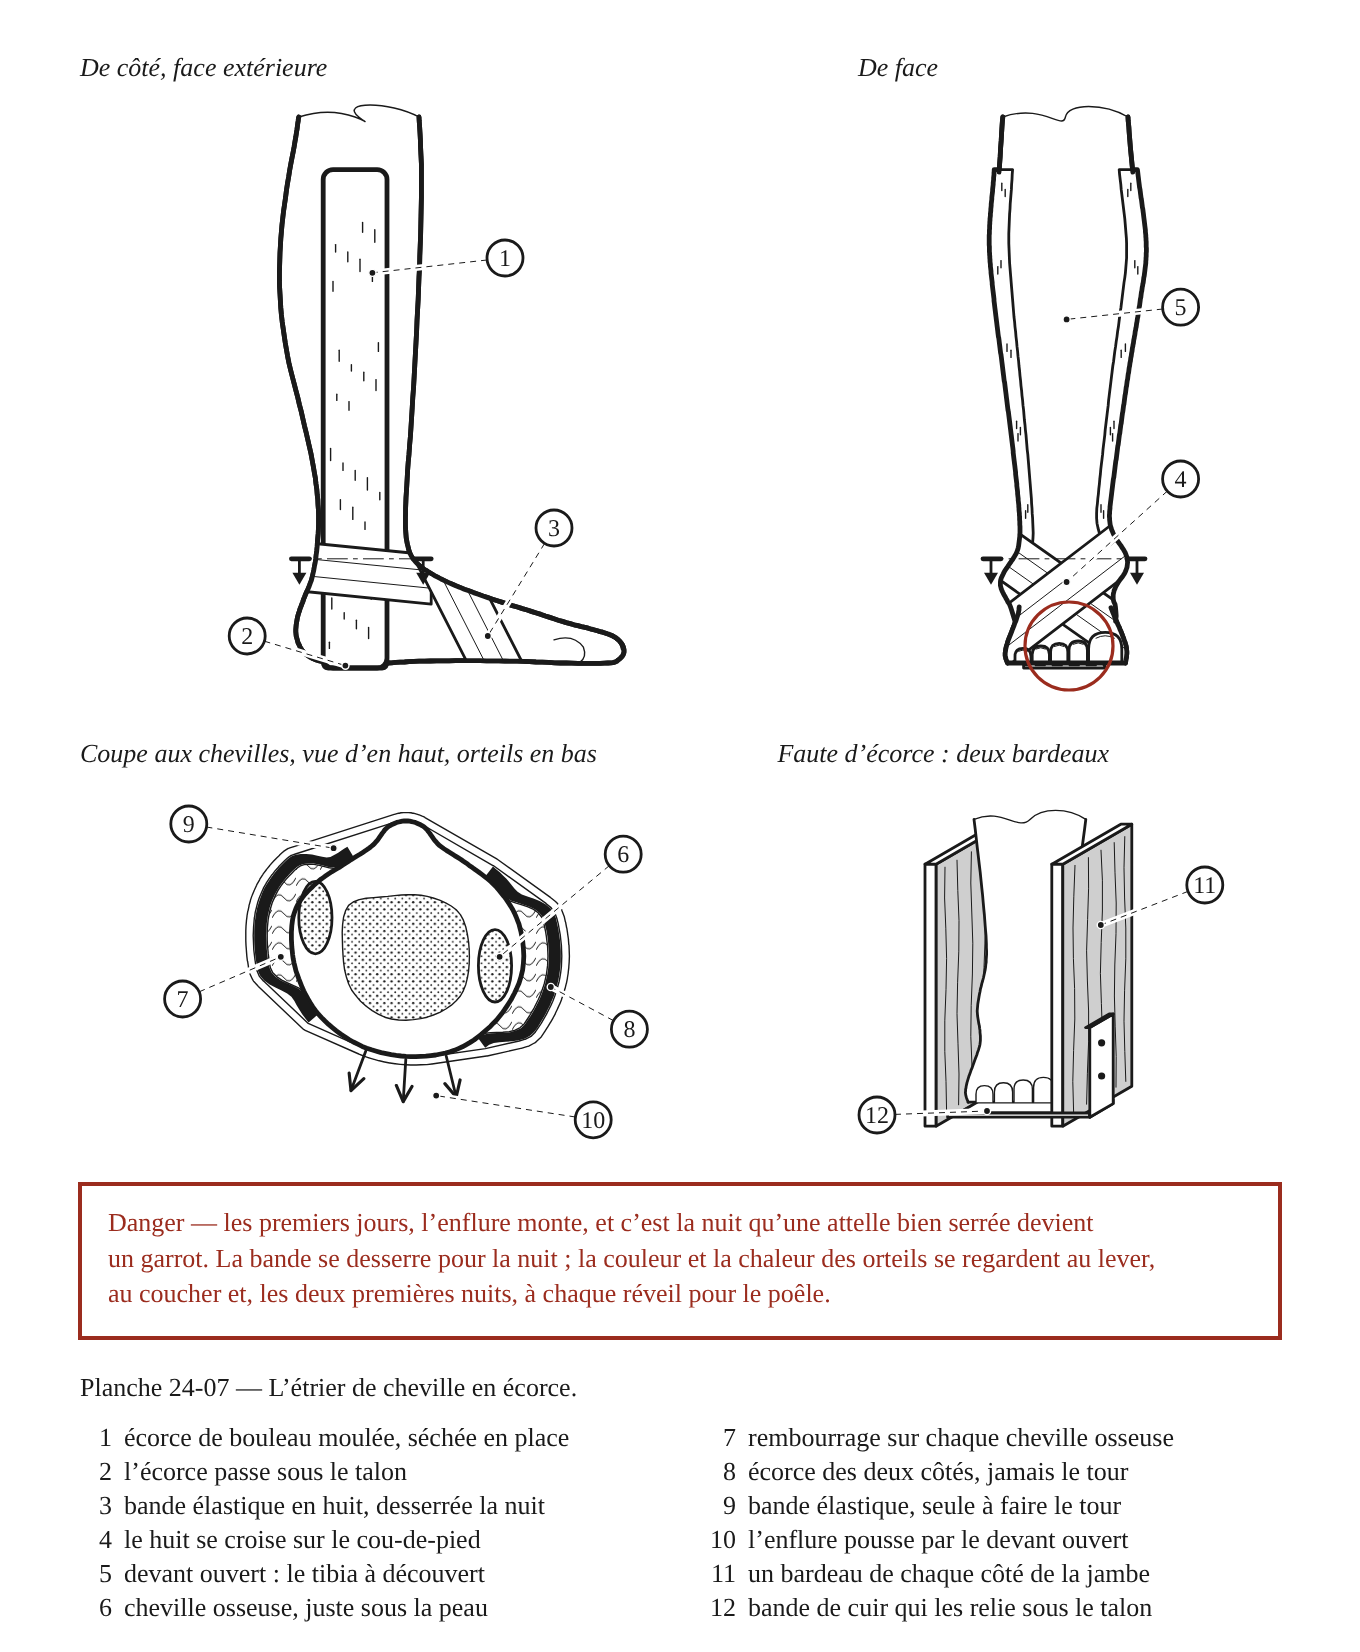 De côté, face extérieure
De face
1
5
4
3
2
Coupe aux chevilles, vue d’en haut, orteils en bas
Faute d’écorce : deux bardeaux
9
6
11
7
8
12
10
Danger — les premiers jours, l’enflure monte, et c’est la nuit qu’une attelle bien serrée devient
un garrot. La bande se desserre pour la nuit ; la couleur et la chaleur des orteils se regardent au lever,
au coucher et, les deux premières nuits, à chaque réveil pour le poêle.
Planche 24-07 — L’étrier de cheville en écorce.
1 écorce de bouleau moulée, séchée en place
2 l’écorce passe sous le talon
3 bande élastique en huit, desserrée la nuit
4 le huit se croise sur le cou-de-pied
5 devant ouvert : le tibia à découvert
6 cheville osseuse, juste sous la peau
7 rembourrage sur chaque cheville osseuse
8 écorce des deux côtés, jamais le tour
9 bande élastique, seule à faire le tour
10 l’enflure pousse par le devant ouvert
11 un bardeau de chaque côté de la jambe
12 bande de cuir qui les relie sous le talon